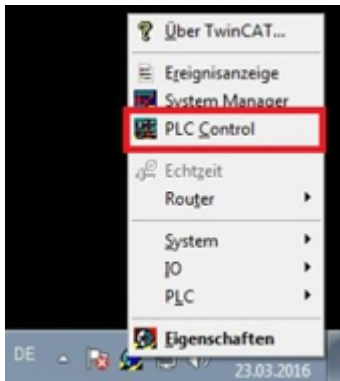 Über TwinCAT...
Ereignisanzeige
System Manager
PLC Control
Echtzeit
Router
System
IO
PLC
Eigenschaften
DE
23.03.2016